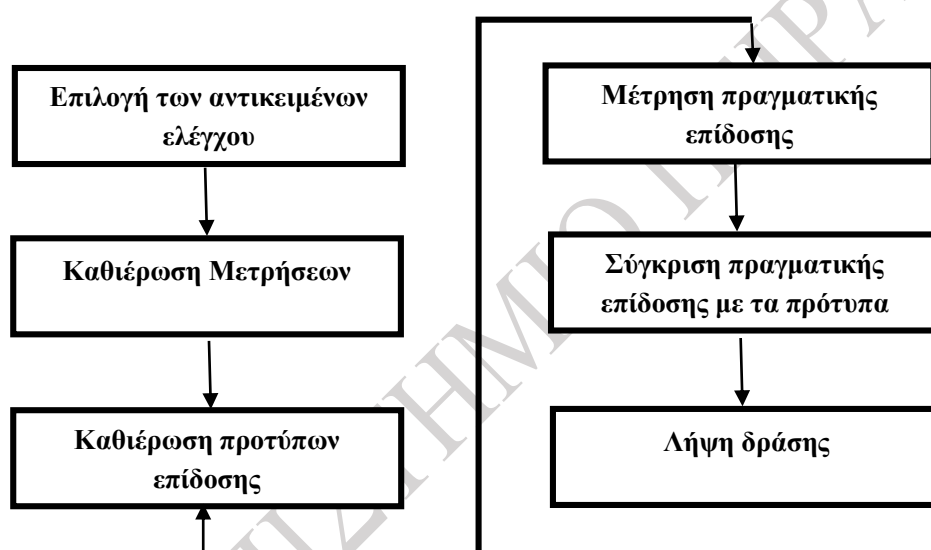 Επιλογή των αντικειμένων
ελέγχου
Καθιέρωση Μετρήσεων
Καθιέρωση προτύπων
επίδοσης
Μέτρηση πραγματικής
επίδοσης
Σύγκριση πραγματικής
επίδοσης με τα πρότυπα
Λήψη δράσης